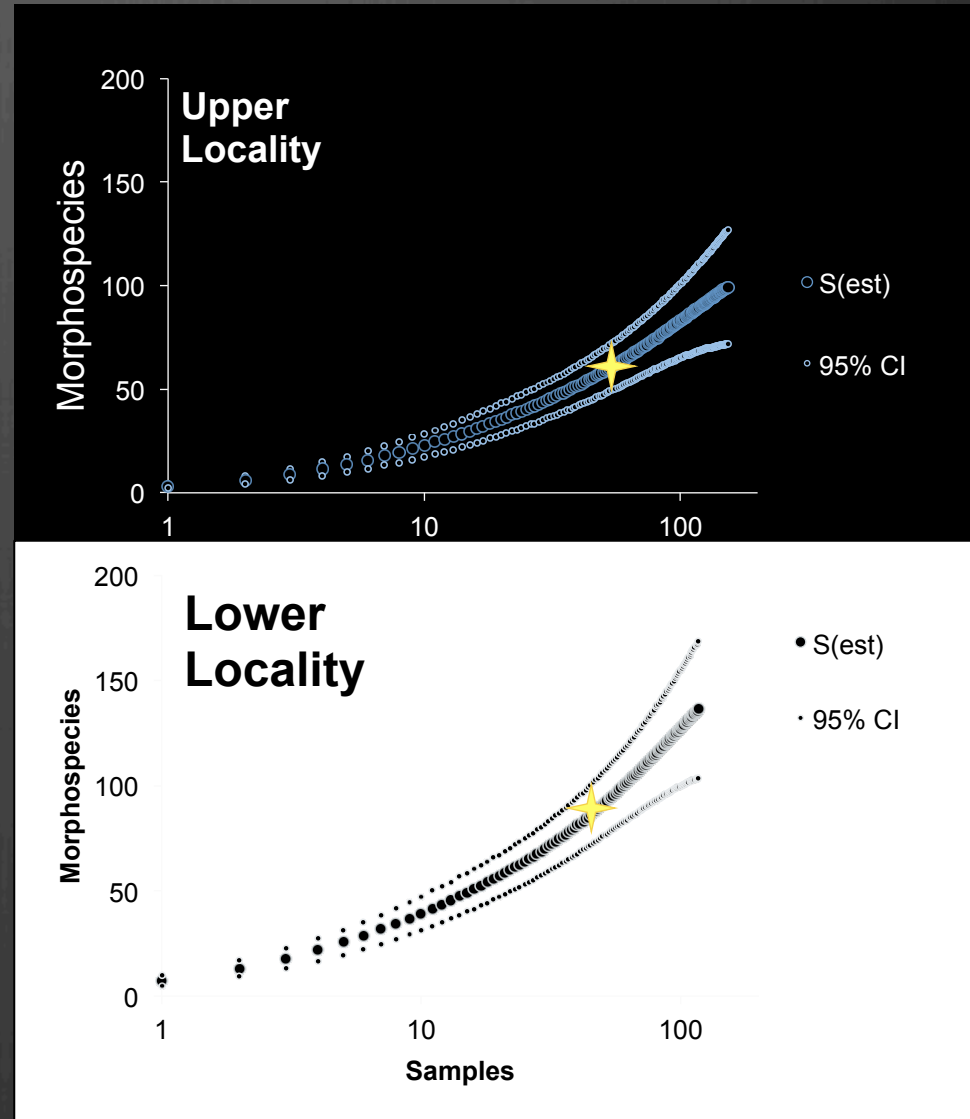 200
Upper
Locality
150
Morphospecies
100
S(est)
50
95% CI
0
1
10
100
200
Lower
Locality
S(est)
150
95% CI
Morphospecies
100
50
0
1
10
100
Samples